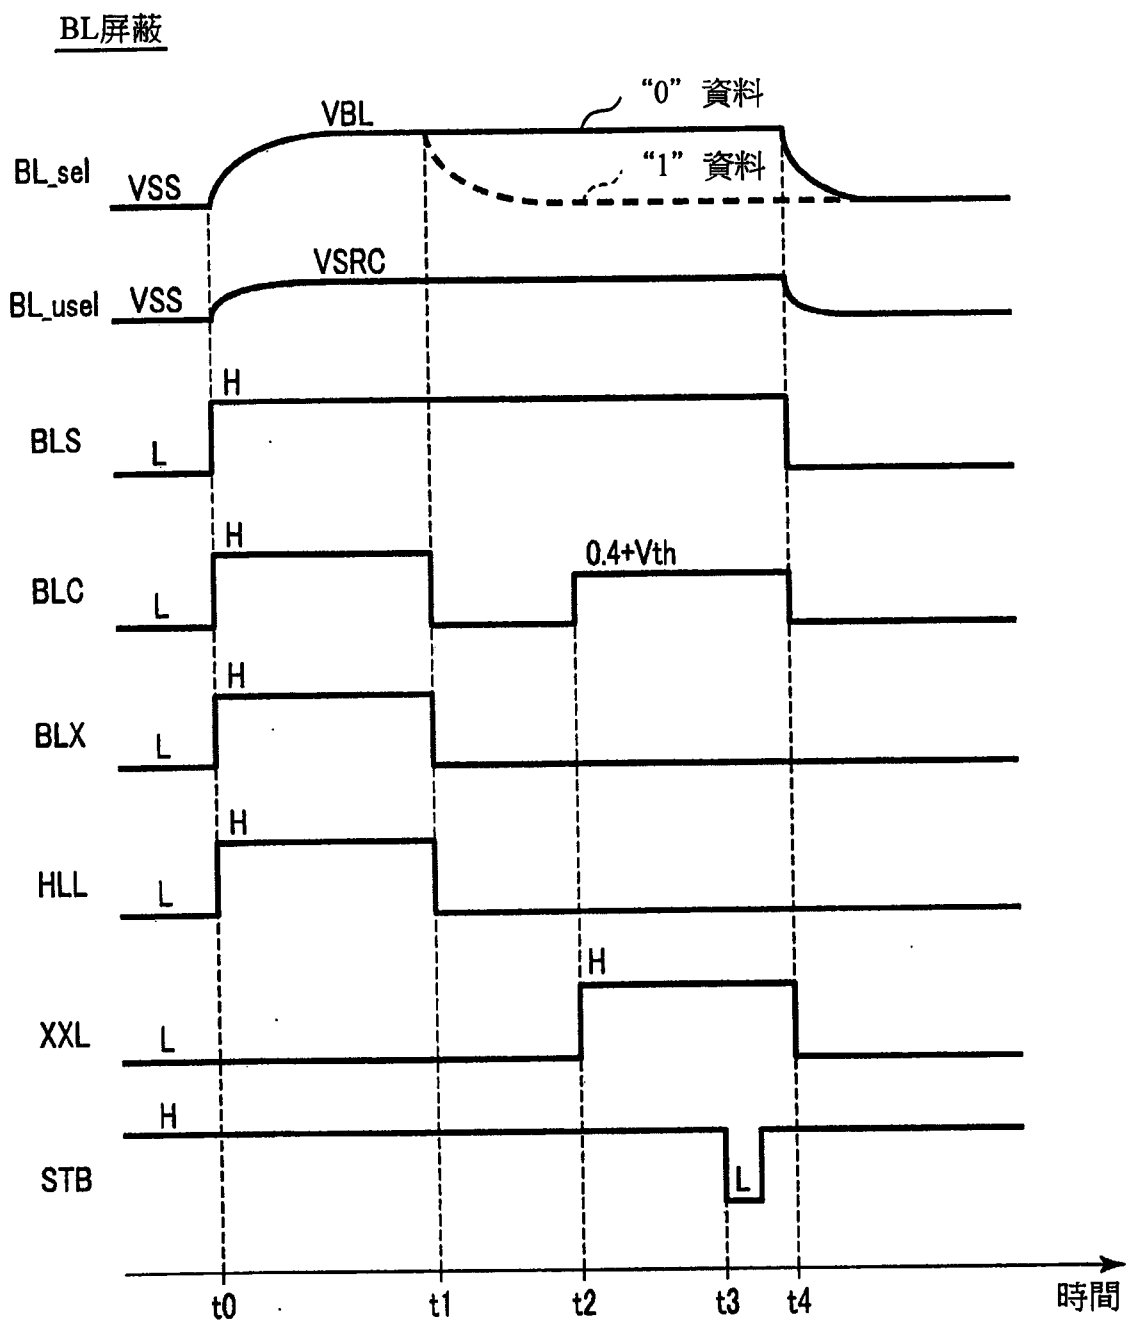 BL屏蔽
“0” 資料
VBL
BL_sel
VSS
“1” 資料
VSRC
BL_usel
VSS
H
BLS
L
H
0.4+Vth
BLC
L
H
BLX
L
H
HLL
L
H
XXL
L
H
STB
L
t0
t1
t2
t3
t4
時間